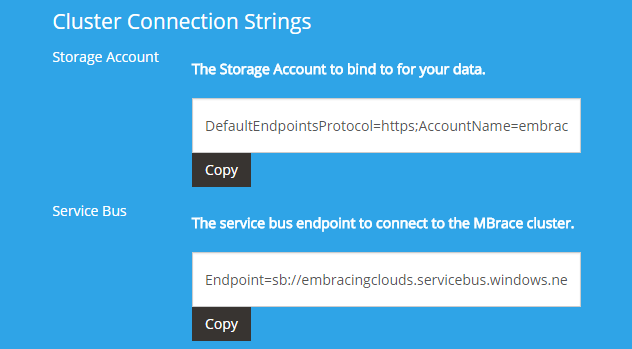 Cluster Connection Strings
Storage Account
The Storage Account to bind to for your data.
DefaultEndpointsProtocol=https;AccountName=embrac
Copy
Service Bus
The service bus endpoint to connect to the MBrace cluster.
Endpoint=sb://embracingclouds.servicebus.windows.ne
Copy